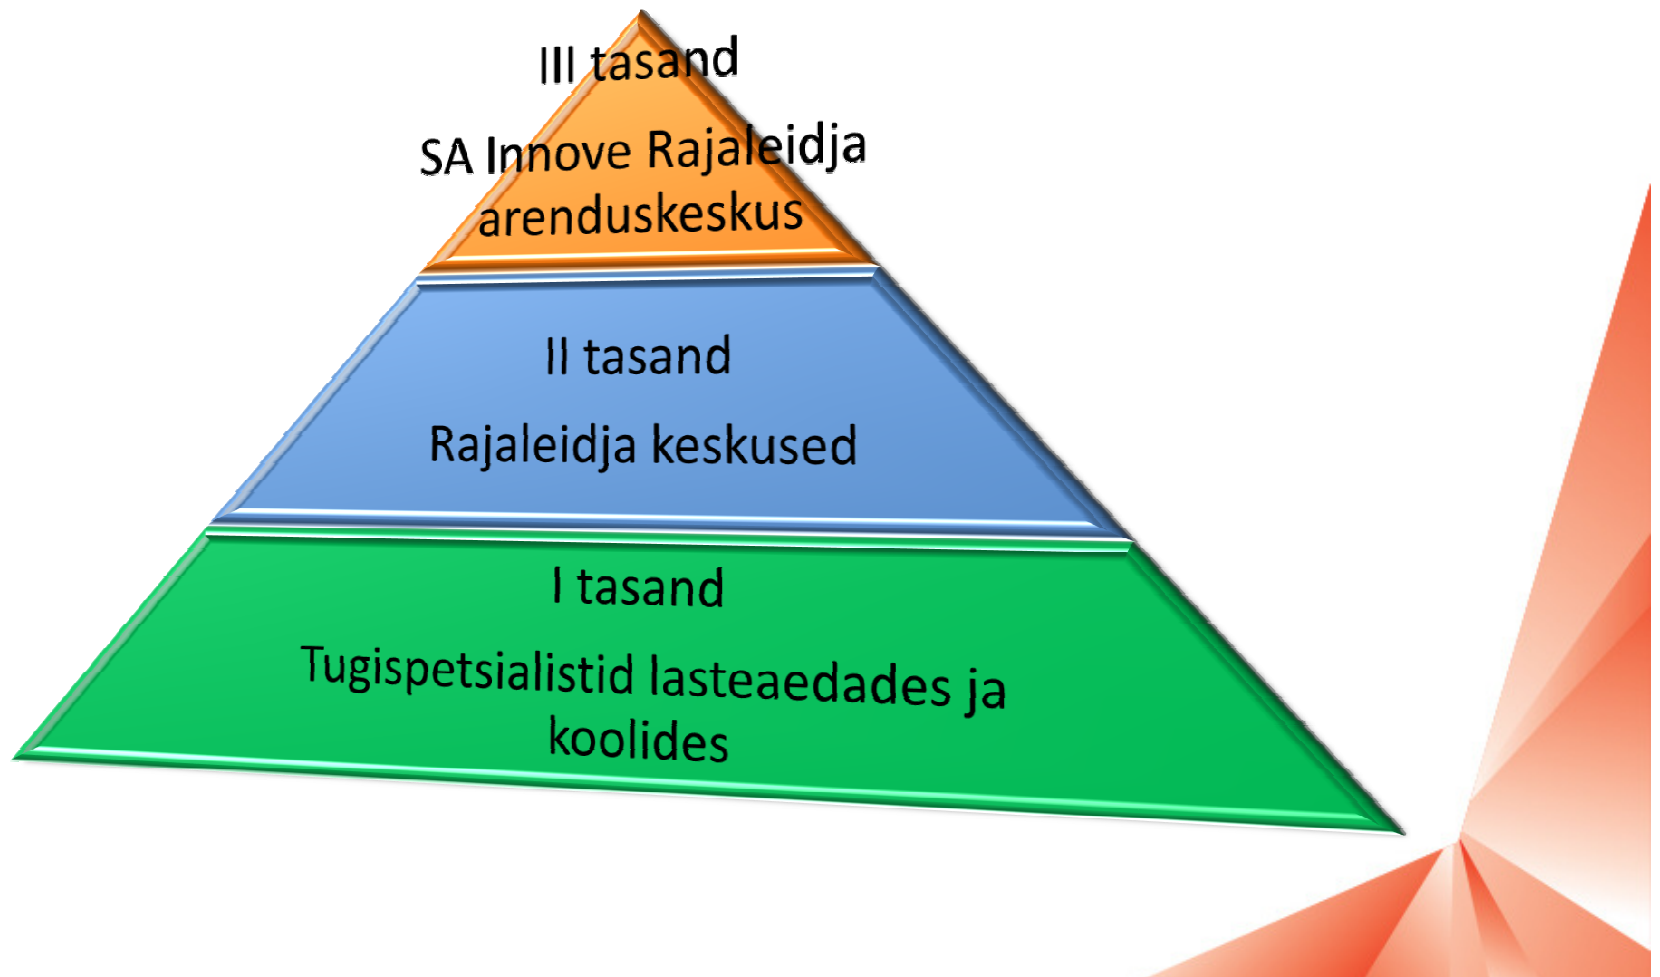 III tasand
SA Innove Rajaleidja
arenduskeskus
II tasand
Rajaleidja keskused
I tasand
Tugispetsialistid lasteaedades ja
koolides